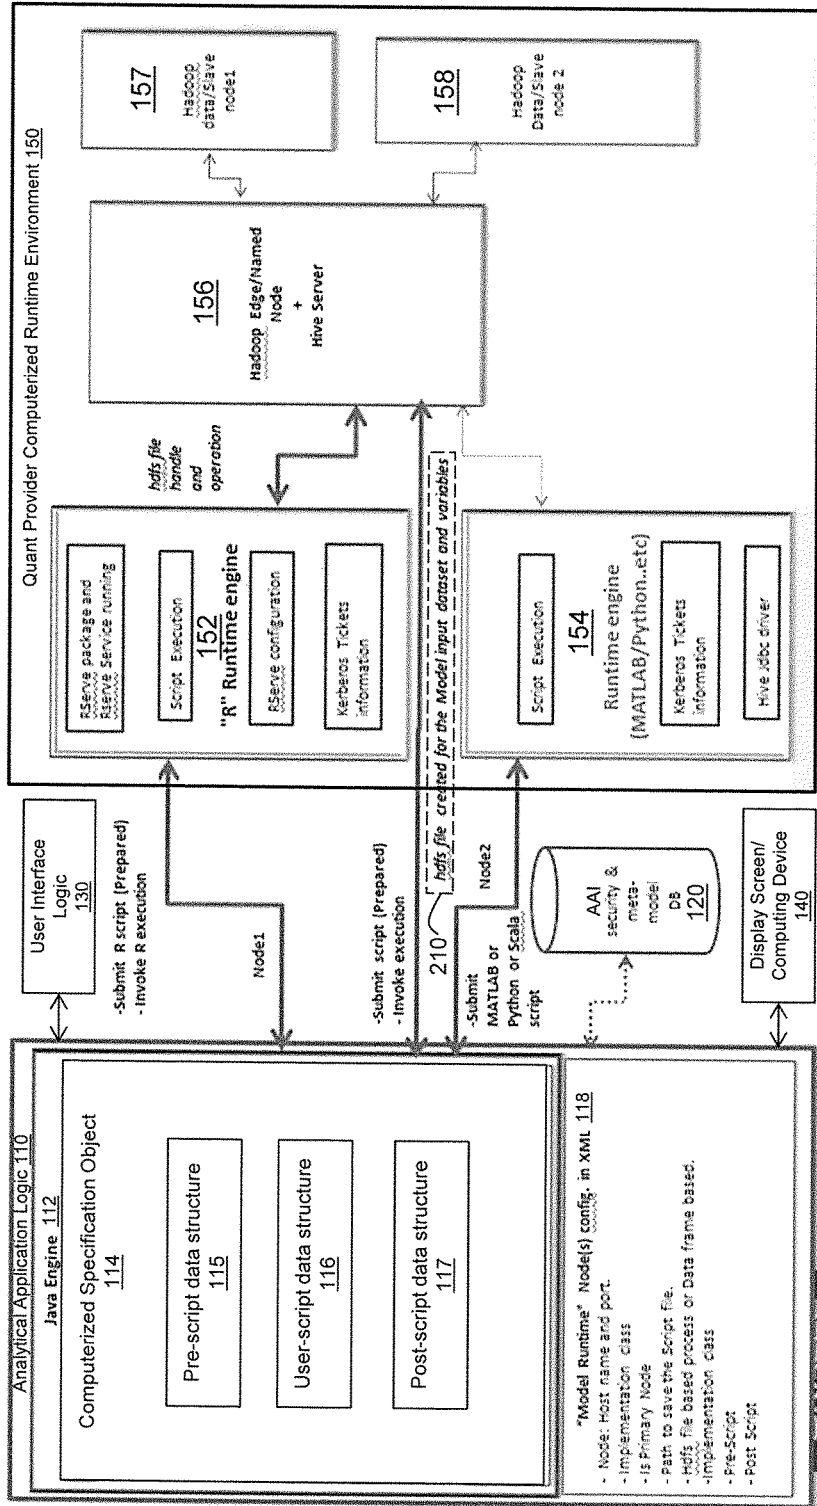 Analytical Application Logic 110
Java Engine 112
Computerized Specification Object
114
Pre-script data structure
115
User-script data structure
116
Post-script data structure
117
"Model Runtime" Node(s) config. in XML 118
- Node: Host name and port.
- Implementation class
- Is Primary Node
- Path to save the Script file.
- Hdfs file based process or Data frame based.
-Implementation class
-Pre-Script
- Post Script
User Interface
Logic
130
-Submit R script (Prepared)
- Invoke R execution
Node1
-Submit script (Prepared)
- Invoke execution
210
hdfs file created for the Model input dataset and variables
-Submit
MATLAB or
Python or Scala
script
Node2
AAI
security &
meta-
model
DB
120
Display Screen/
Computing Device
140
Quant Provider Computerized Runtime Environment 150
RServe package and
Rserve Service running
Script Execution
152
"R" Runtime engine
RServe configuration
Kerberos Tickets
information
hdfs file
handle
and
operation
Script Execution
154
Runtime engine
(MATLAB/Python..etc)
Kerberos Tickets
information
Hive Jdbc driver
156
Hadoop Edge/Named
Node
+
Hive Server
157
Hadoop
data/Slave
node1
158
Hadoop
Data/Slave
node 2